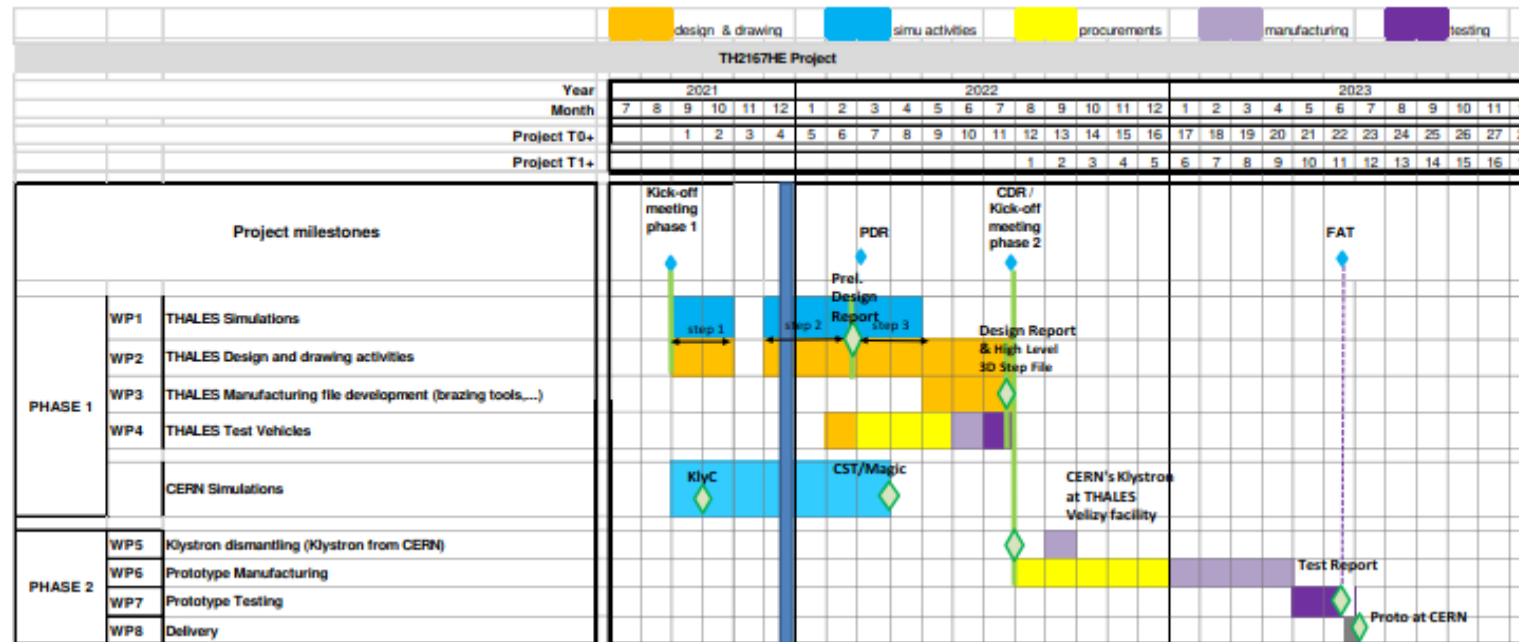 design & drawing simu activities procurements manufacturing testing
TH2167HE Project
Year 2021 2022 2023
Month 7 8 9 10 11 12 1 2 3 4 5 6 7 8 9 10 11 12 1 2 3 4 5 6 7 8 9 10 11
Project T0+ 1 2 3 4 5 6 7 8 9 10 11 12 13 14 15 16 17 18 19 20 21 22 23 24 25 26 27
Project T1+ 1 2 3 4 5 6 7 8 9 10 11 12 13 14 15 16
Project milestones
Kick-off
meeting
phase 1
PDR
CDR /
Kick-off
meeting
phase 2
FAT
Prel.
Design
Report
PHASE 1
WP1 THALES Simulations
step 1 step 2 step 3
WP2 THALES Design and drawing activities
Design Report
& High Level
3D Step File
WP3 THALES Manufacturing file development (brazing tools,...)
WP4 THALES Test Vehicles
CERN Simulations
KlyC
CST/Magic
CERN's Klystron
at THALES
Velizy facility
PHASE 2
WP5 Klystron dismantling (Klystron from CERN)
WP6 Prototype Manufacturing
Test Report
WP7 Prototype Testing
Proto at CERN
WP8 Delivery